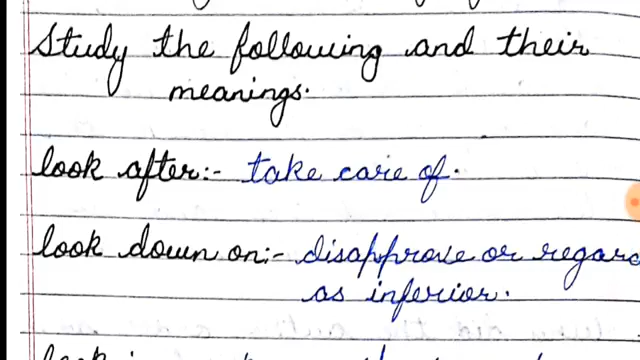 Study the following and their
meanings.
look after:- take care of.
look down on:- disapprove or regard
as inferior.
look